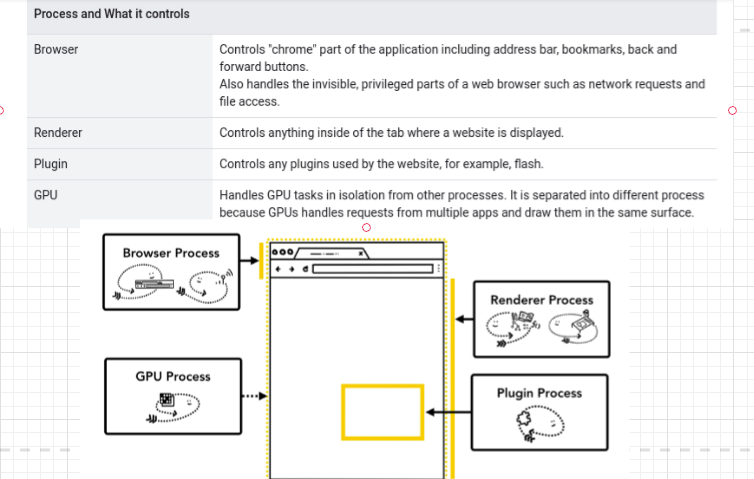 Process and What it controls
Browser
Controls "chrome" part of the application including address bar, bookmarks, back and
forward buttons.
Also handles the invisible, privileged parts of a web browser such as network requests and
file access.
Renderer
Controls anything inside of the tab where a website is displayed.
Plugin
Controls any plugins used by the website, for example, flash.
GPU
Handles GPU tasks in isolation from other processes. It is separated into different process
because GPUs handles requests from multiple apps and draw them in the same surface.
Browser Process
Renderer Process
GPU Process
Plugin Process